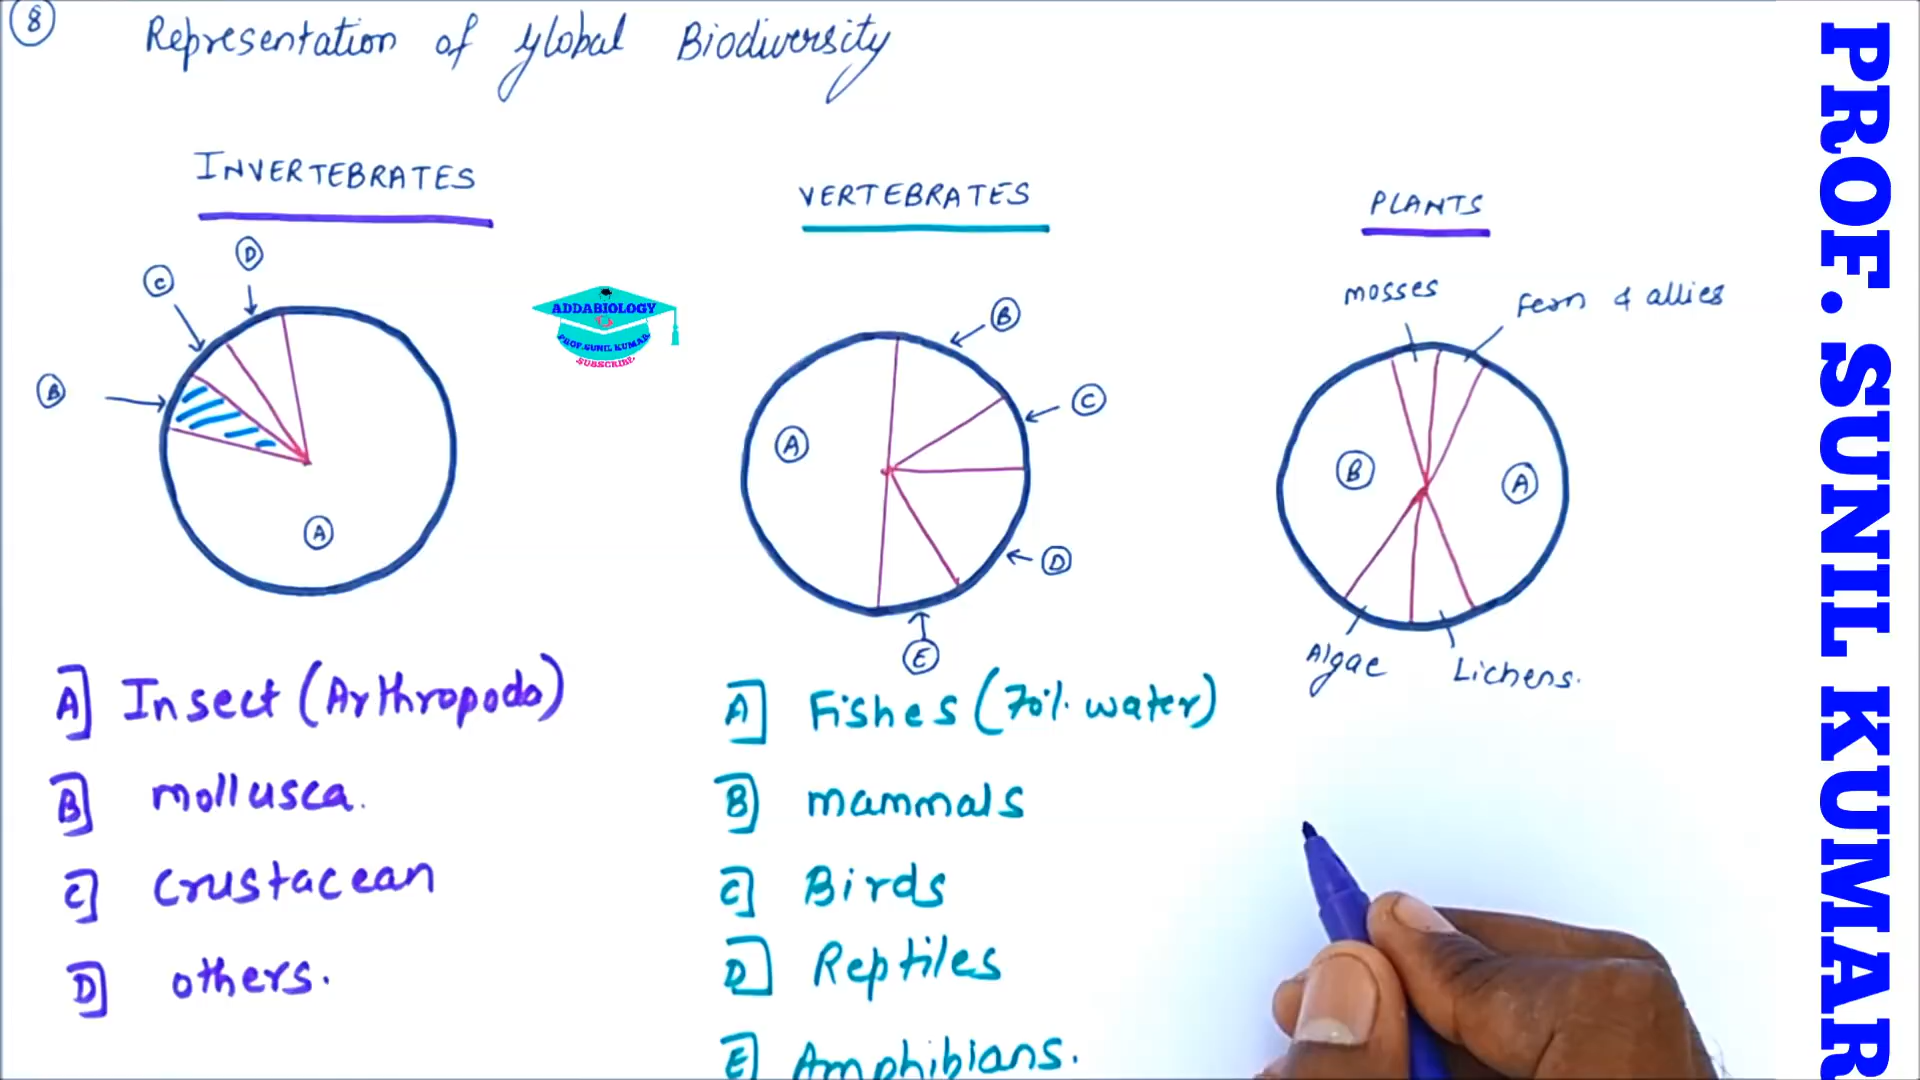 8
Representation of global Biodiversity
INVERTEBRATES
D
C
B
A
A] Insect (Arthropoda)
B] mollusca.
C] Crustacean
D] others.
ADDABIOLOGY
PROF.SUNIL KUMAR
SUBSCRIBE
VERTEBRATES
B
C
A
D
E
A] Fishes (70% water)
B] mammals
C] Birds
D] Reptiles
E] Amphibians.
PLANTS
mosses
Fern & allies
B
A
Algae
Lichens.
PROF. SUNIL KUMAR